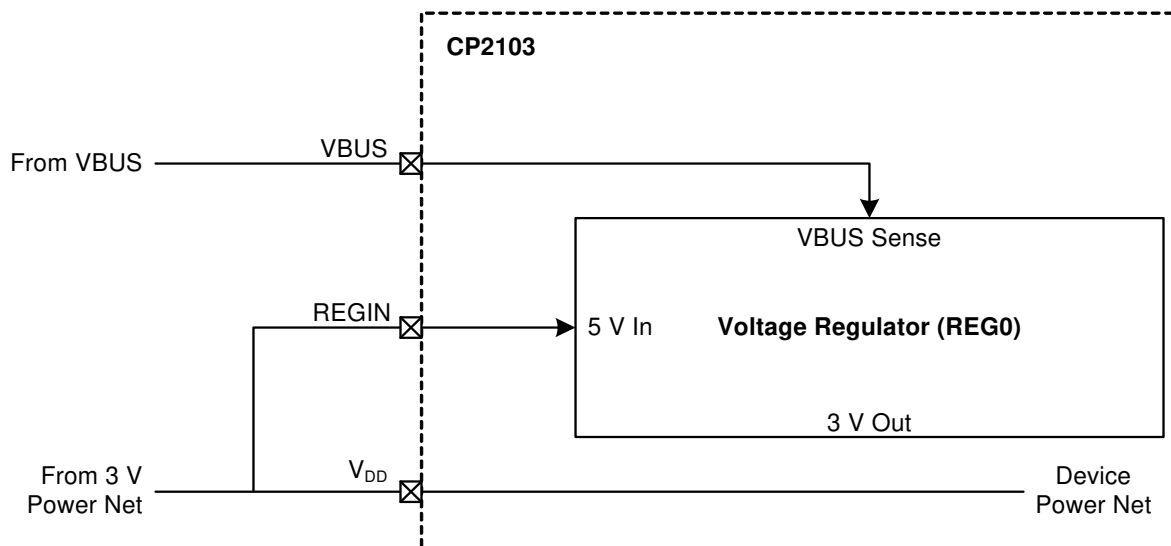 CP2103
From VBUS
VBUS
VBUS Sense
REGIN
5 V In
Voltage Regulator (REG0)
3 V Out
From 3 V
Power Net
VDD
Device
Power Net